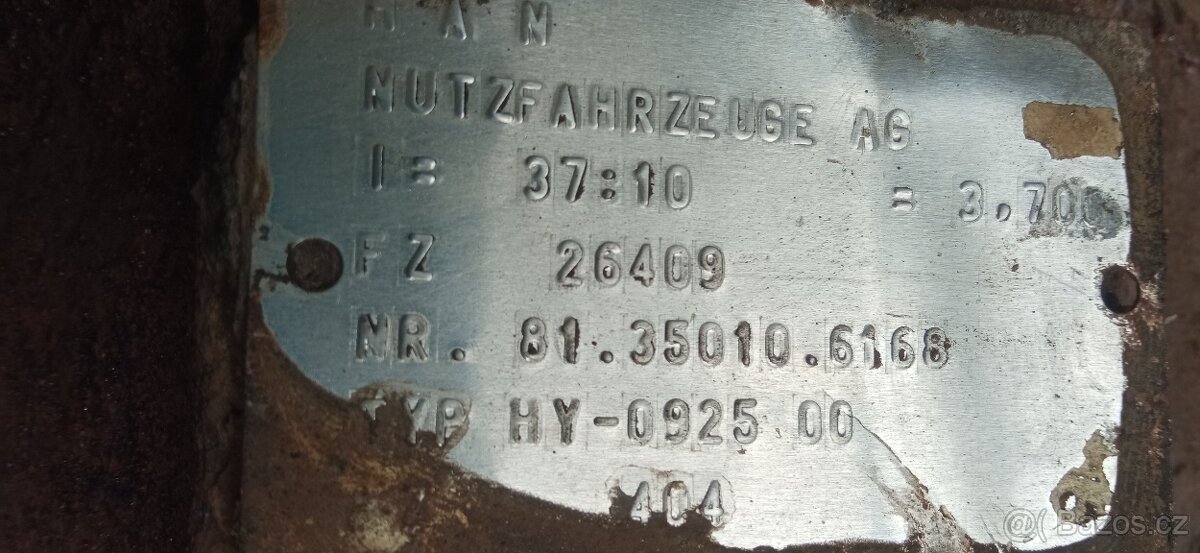 MAN
NUTZFAHRZEUGE AG
I= 37:10 = 3.700
FZ 26409
NR. 81.35010.6168
TYP HY-0925 00
404
@( Bazos.cz